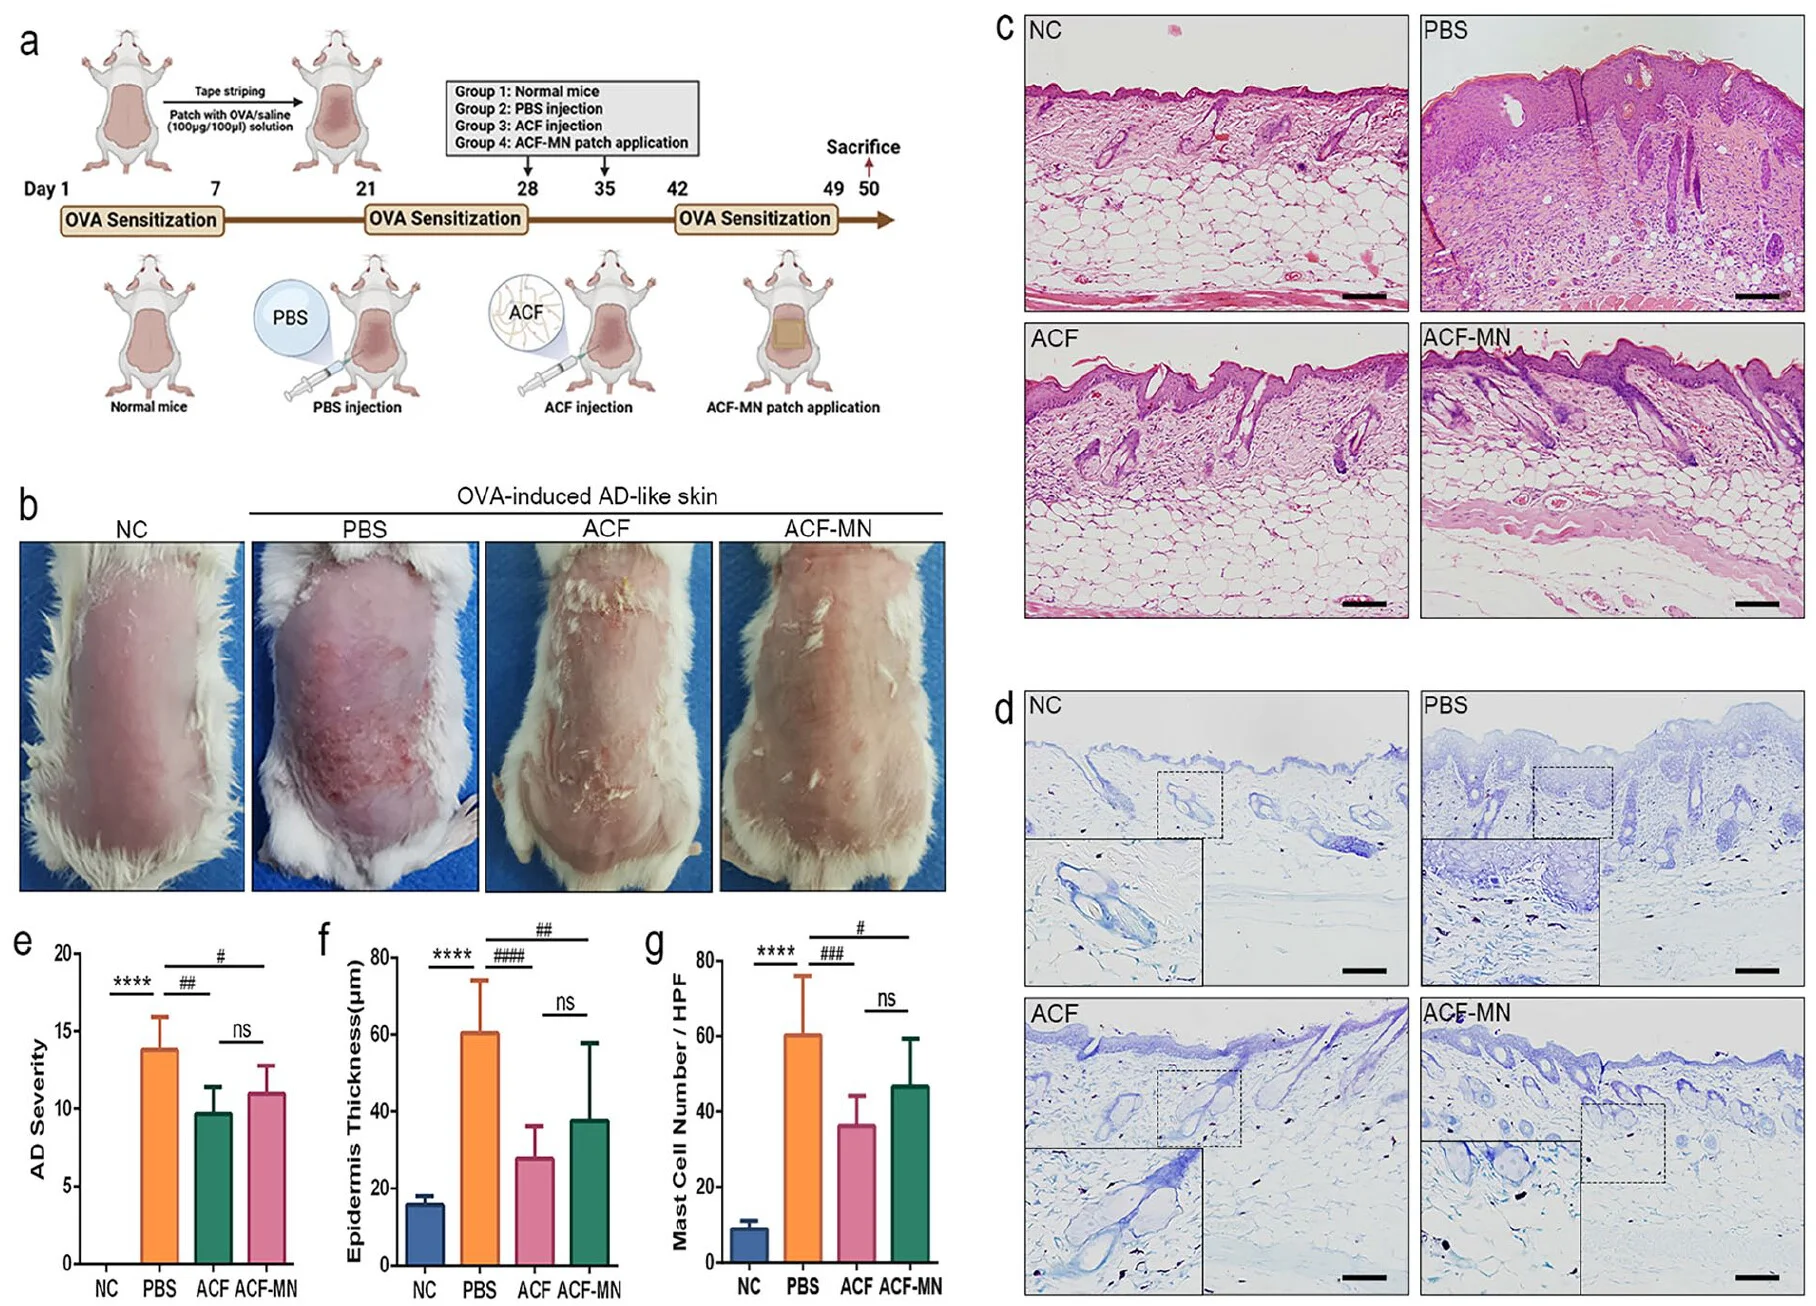 a
Tape striping
Patch with OVA/saline
(100µg/100µl) solution
Group 1: Normal mice
Group 2: PBS injection
Group 3: ACF injection
Group 4: ACF-MN patch application
Sacrifice
Day 1 7 21 28 35 42 49 50
OVA Sensitization OVA Sensitization OVA Sensitization
PBS ACF
Normal mice PBS injection ACF injection ACF-MN patch application
b
OVA-induced AD-like skin
NC PBS ACF ACF-MN
c
NC PBS
ACF ACF-MN
d
NC PBS
ACF ACF-MN
e
AD Severity
20
15
10
5
0
#
**** ##
ns
NC PBS ACF ACF-MN
f
Epidermis Thickness(µm)
80
60
40
20
0
##
**** ####
ns
NC PBS ACF ACF-MN
g
Mast Cell Number / HPF
80
60
40
20
0
#
**** ###
ns
NC PBS ACF ACF-MN